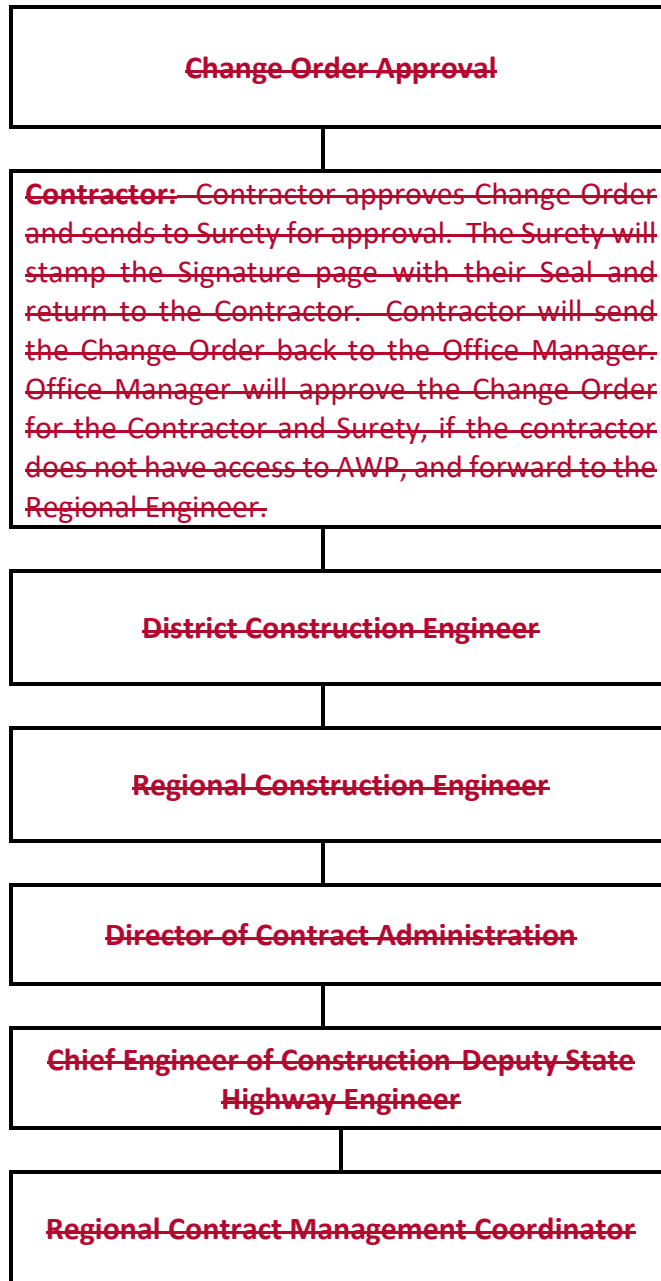 Change Order Approval
Contractor: Contractor approves Change Order
and sends to Surety for approval. The Surety will
stamp the Signature page with their Seal and
return to the Contractor. Contractor will send
the Change Order back to the Office Manager.
Office Manager will approve the Change Order
for the Contractor and Surety, if the contractor
does not have access to AWP, and forward to the
Regional Engineer.
District Construction Engineer
Regional Construction Engineer
Director of Contract Administration
Chief Engineer of Construction Deputy State
Highway Engineer
Regional Contract Management Coordinator